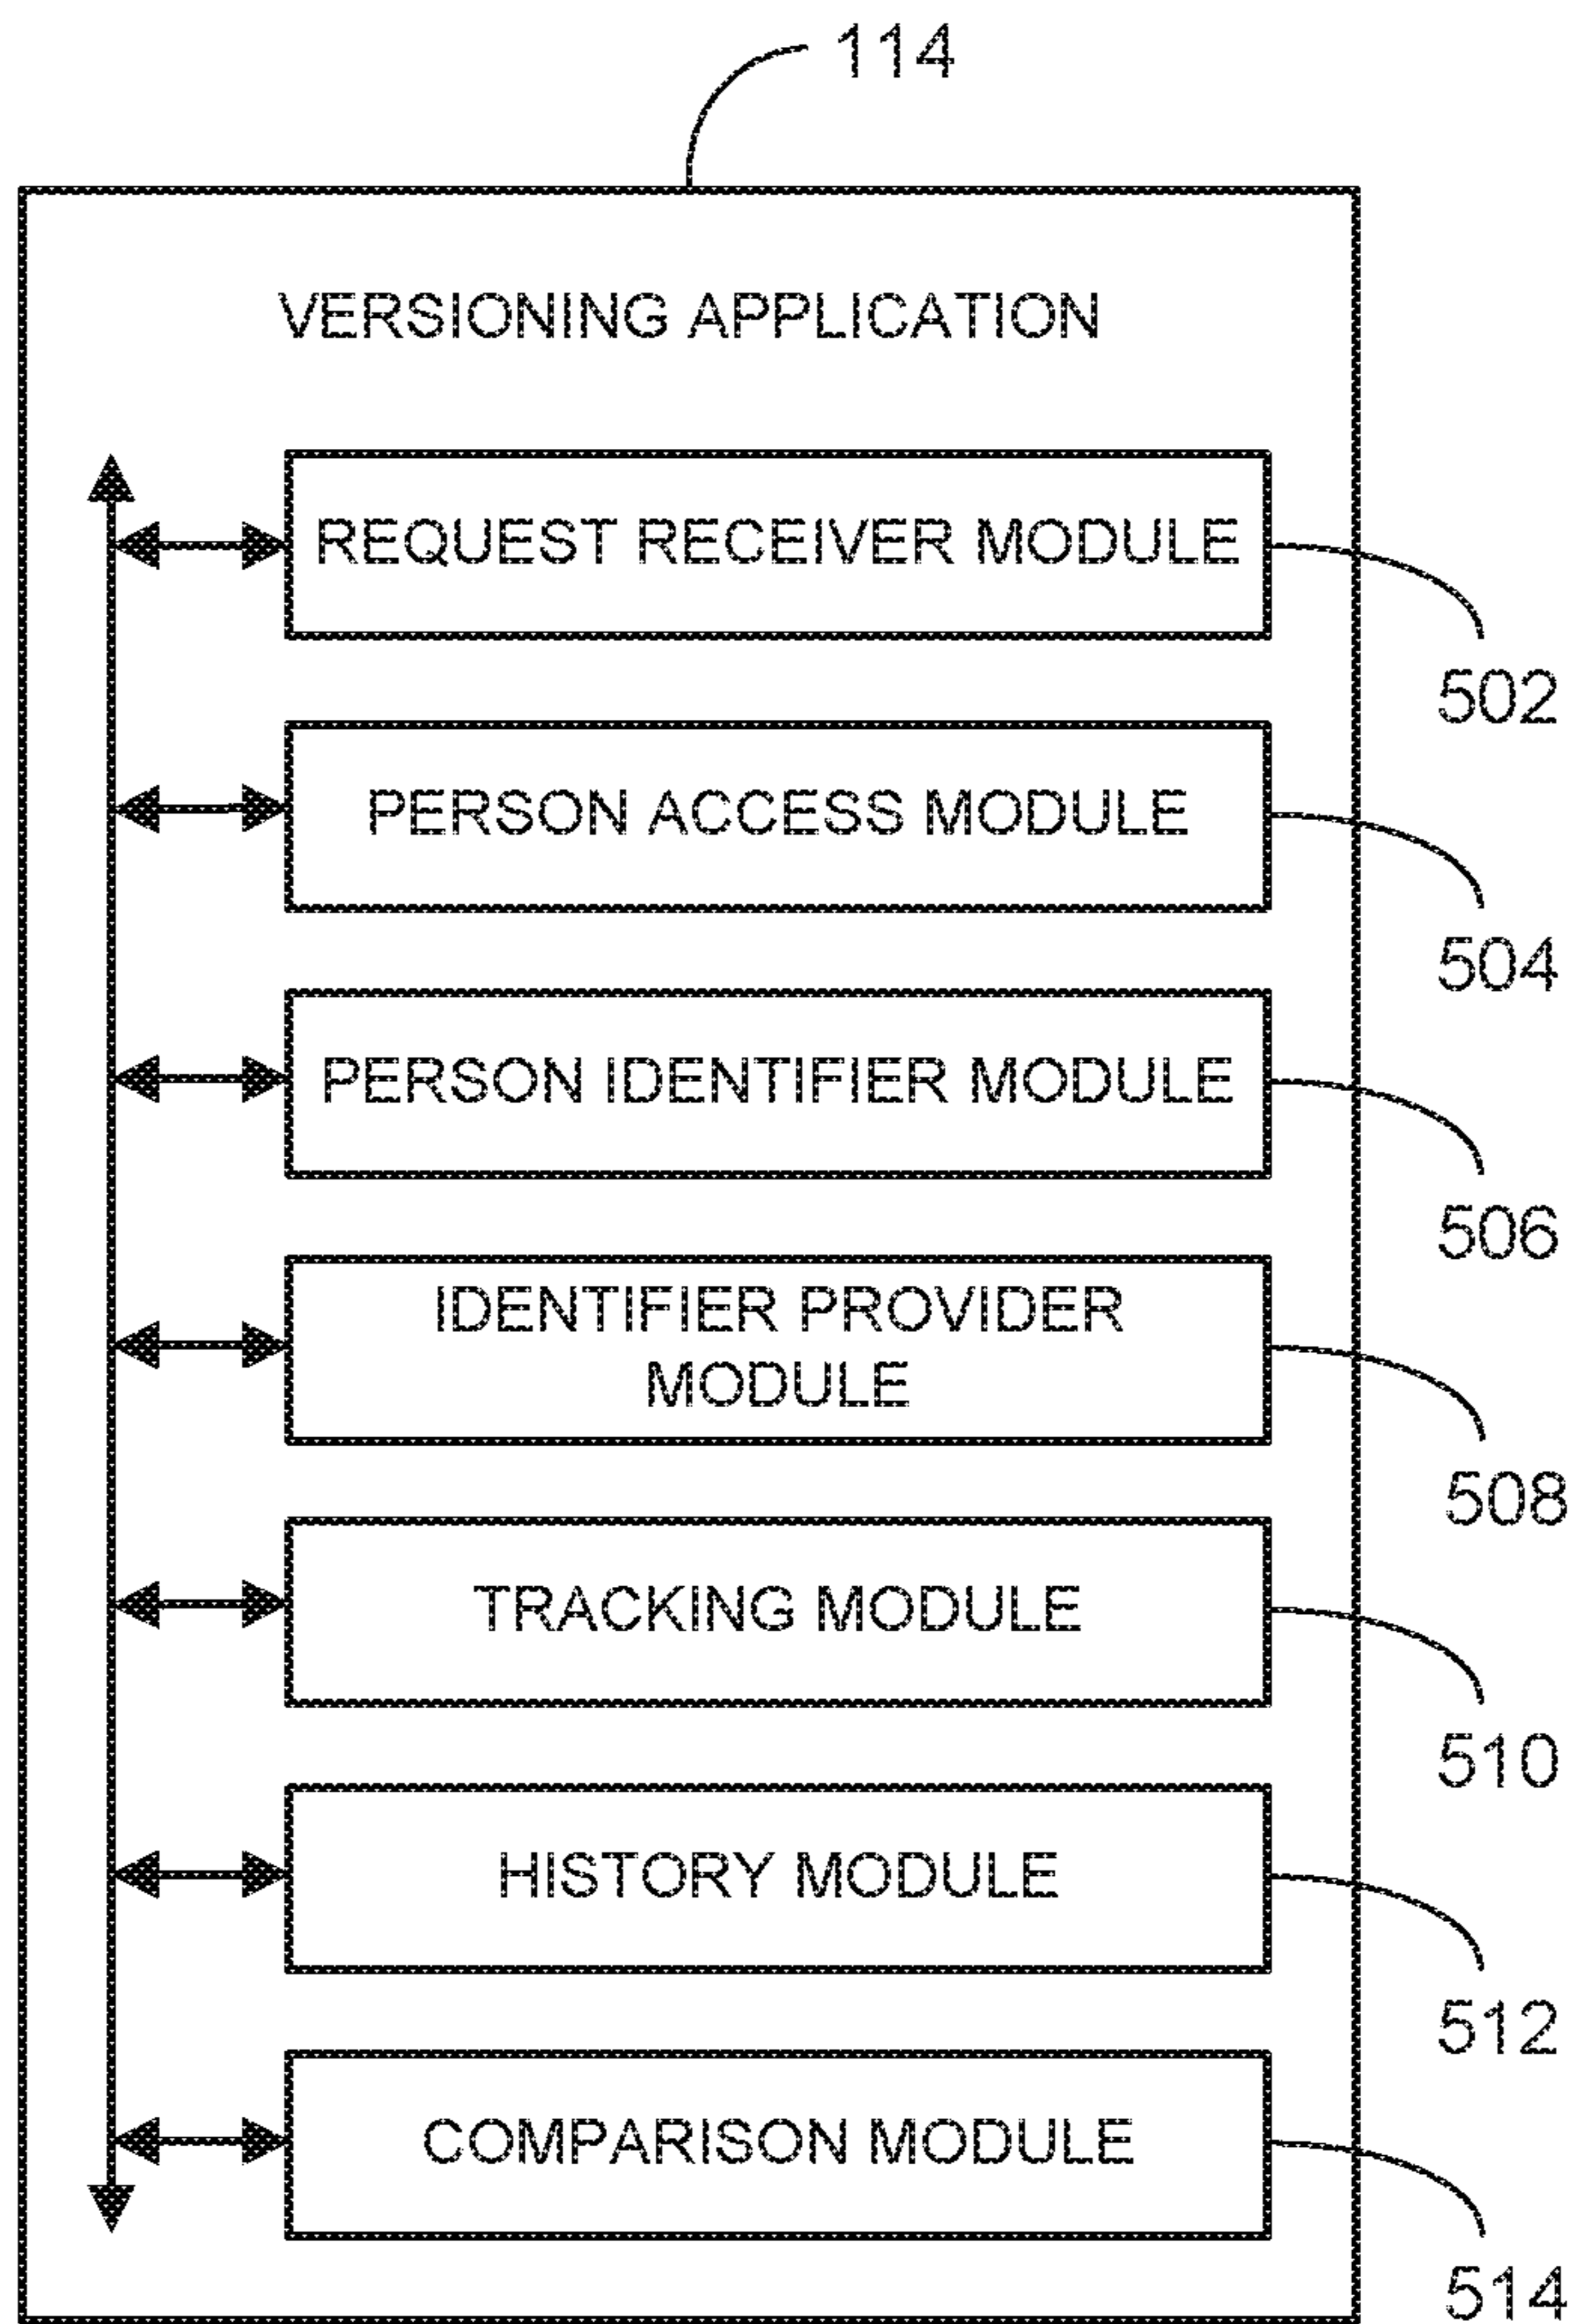 114
VERSIONING APPLICATION
REQUEST RECEIVER MODULE
502
PERSON ACCESS MODULE
504
PERSON IDENTIFIER MODULE
506
IDENTIFIER PROVIDER
MODULE
508
TRACKING MODULE
510
HISTORY MODULE
512
COMPARISON MODULE
514